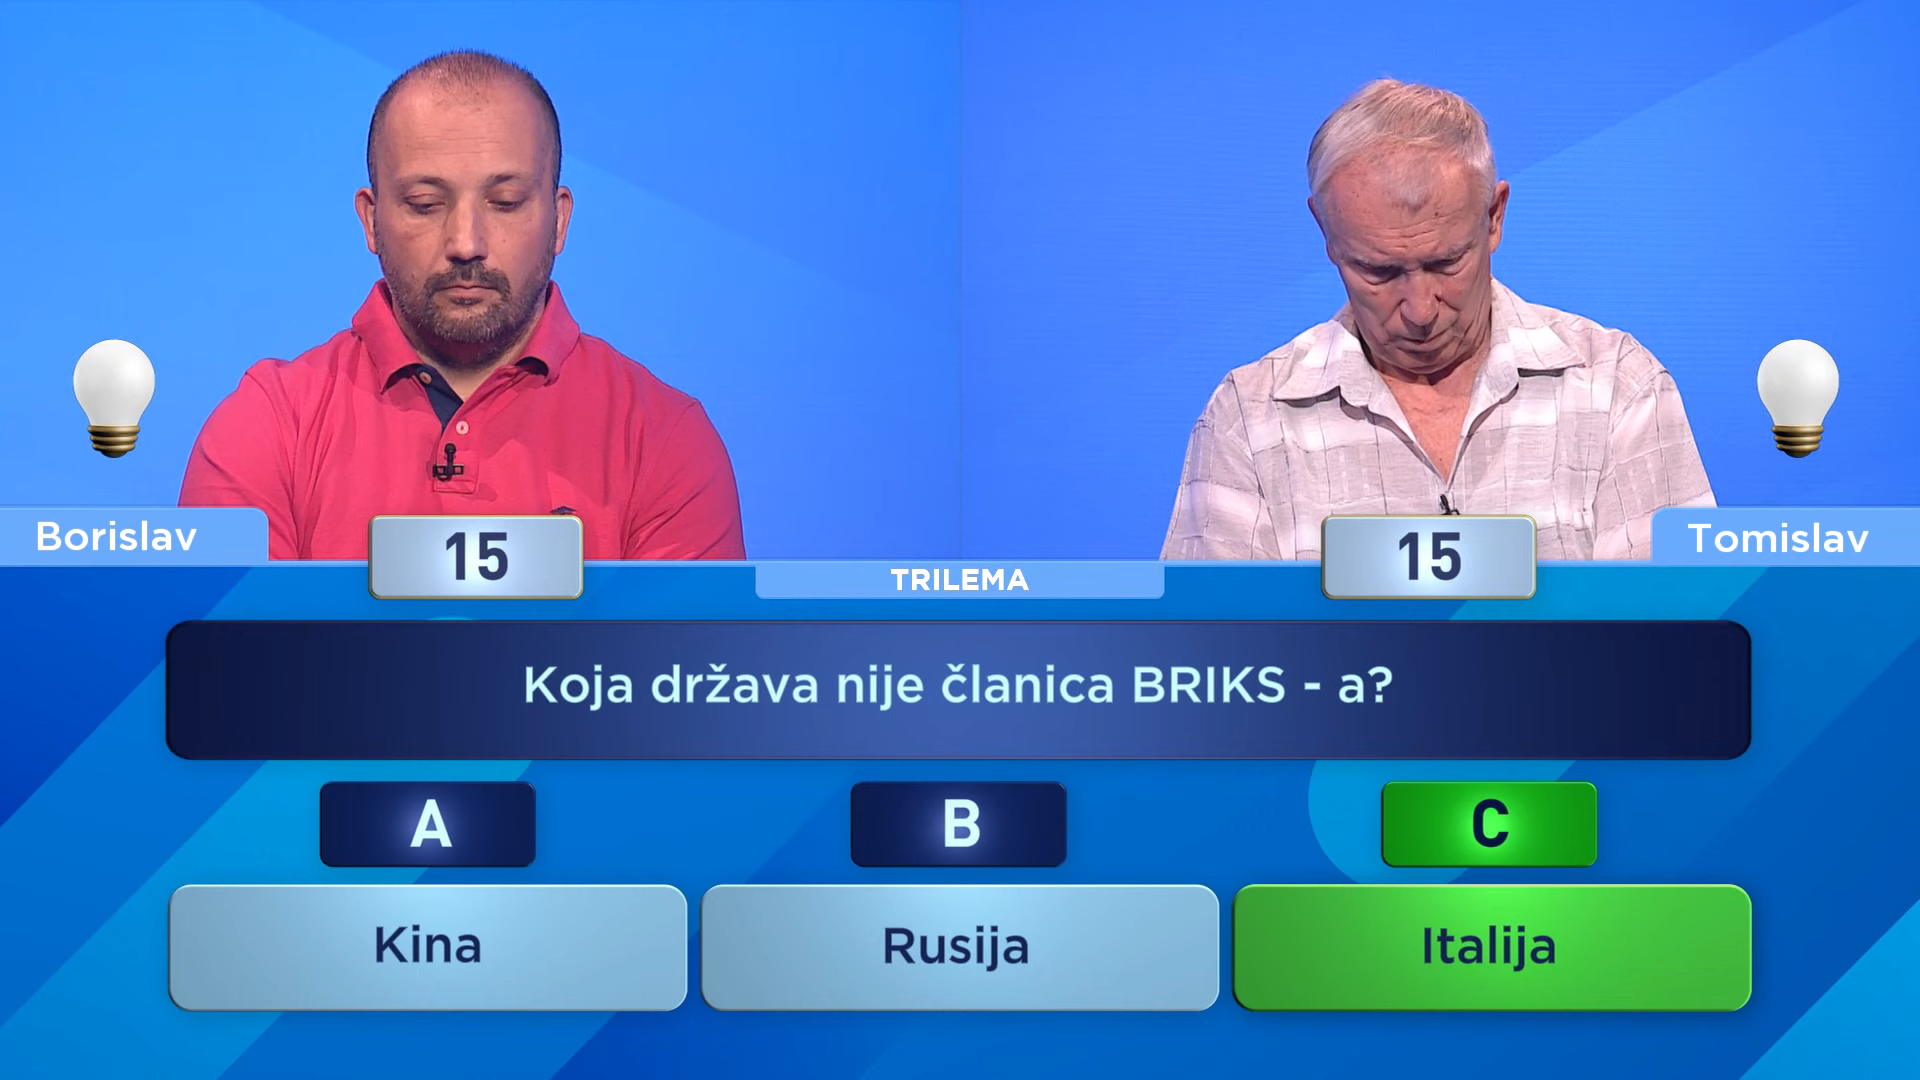 Borislav
15
TRILEMA
15
Tomislav
Koja država nije članica BRIKS - a?
A
B
C
Kina
Rusija
Italija